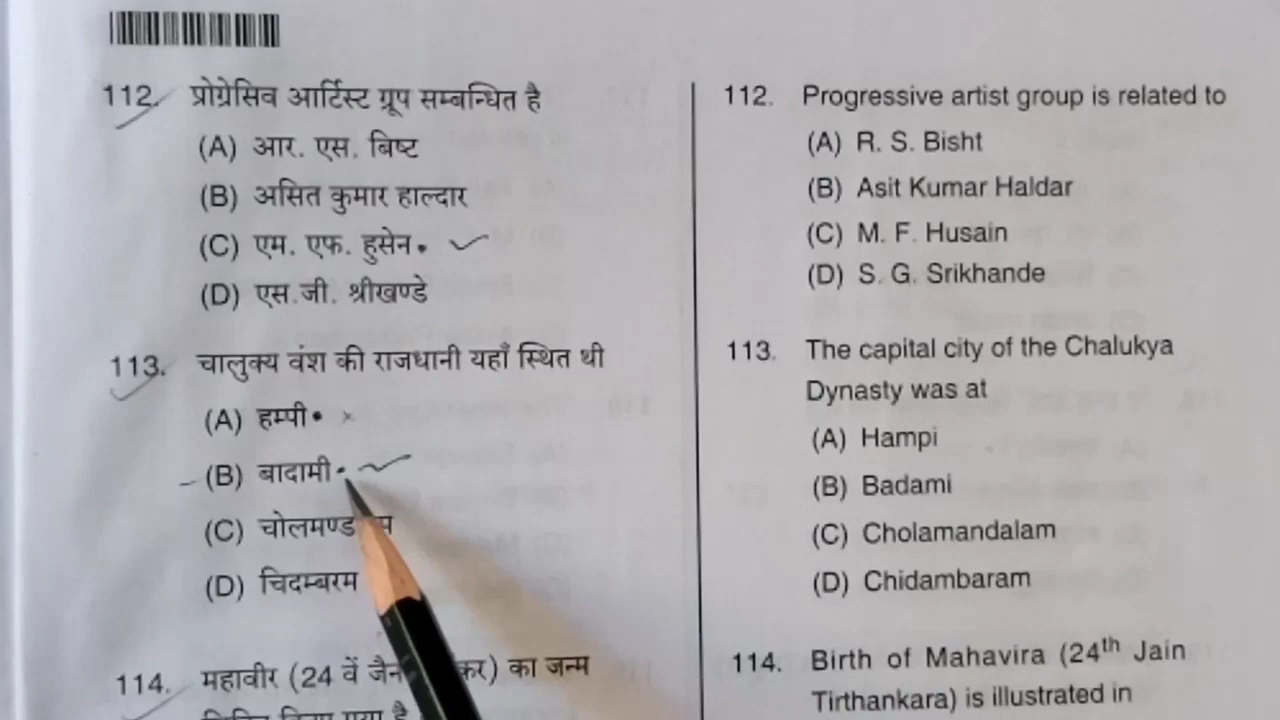 112. प्रोग्रेसिव आर्टिस्ट ग्रूप सम्बन्धित है
(A) आर. एस. बिष्ट
(B) असित कुमार हाल्दार
(C) एम. एफ. हुसेन
(D) एस.जी. श्रीखण्डे
113. चालुक्य वंश की राजधानी यहाँ स्थित थी
(A) हम्पी
(B) बादामी
(C)
(D) चिदम्बरम
114. महावीर (24 वें का जन्म
112. Progressive artist group is related to
(A) R. S. Bisht
(B) Asit Kumar Haldar
(C) M. F. Husain
(D) S. G. Srikhande
113. The capital city of the Chalukya
Dynasty was at
(A) Hampi
(B) Badami
(C) Cholamandalam
(D) Chidambaram
114. Birth of Mahavira (24th Jain
Tirthankara) is illustrated in